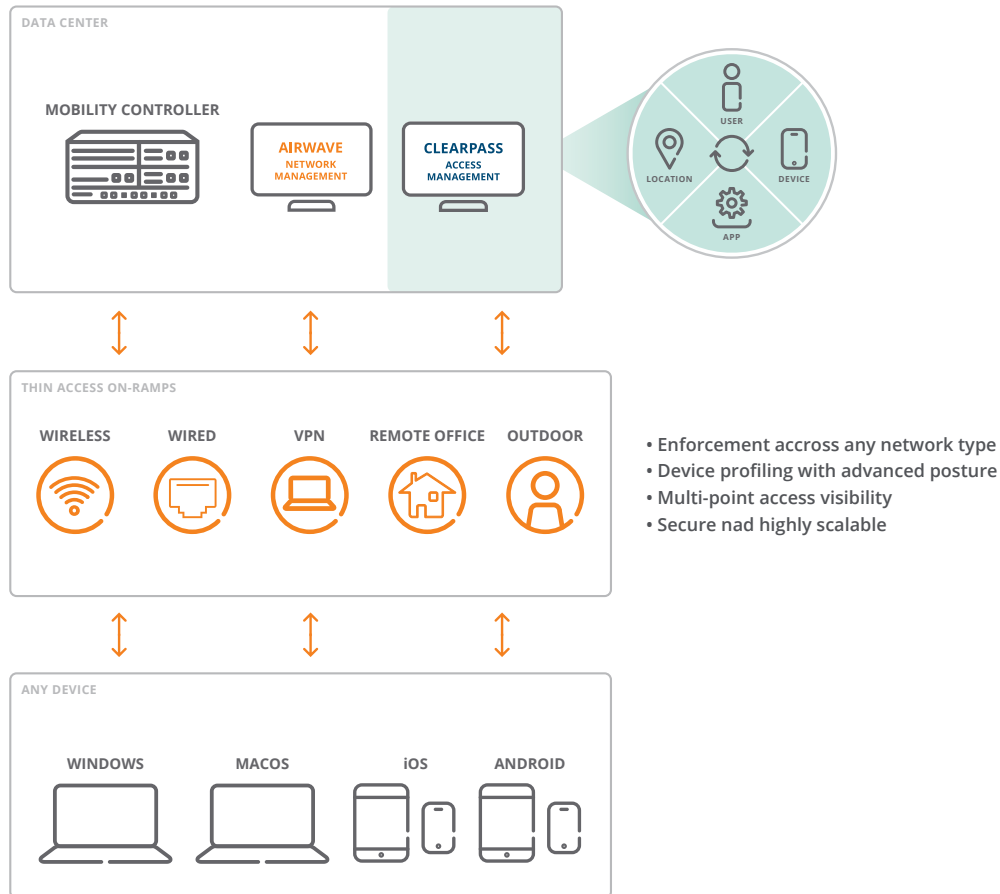 DATA CENTER
MOBILITY CONTROLLER
AIRWAVE
NETWORK
MANAGEMENT
CLEARPASS
ACCESS
MANAGEMENT
USER
LOCATION
DEVICE
APP
THIN ACCESS ON-RAMPS
WIRELESS
WIRED
VPN
REMOTE OFFICE
OUTDOOR
• Enforcement accross any network type
• Device profiling with advanced posture
• Multi-point access visibility
• Secure nad highly scalable
ANY DEVICE
WINDOWS
MACOS
iOS
ANDROID